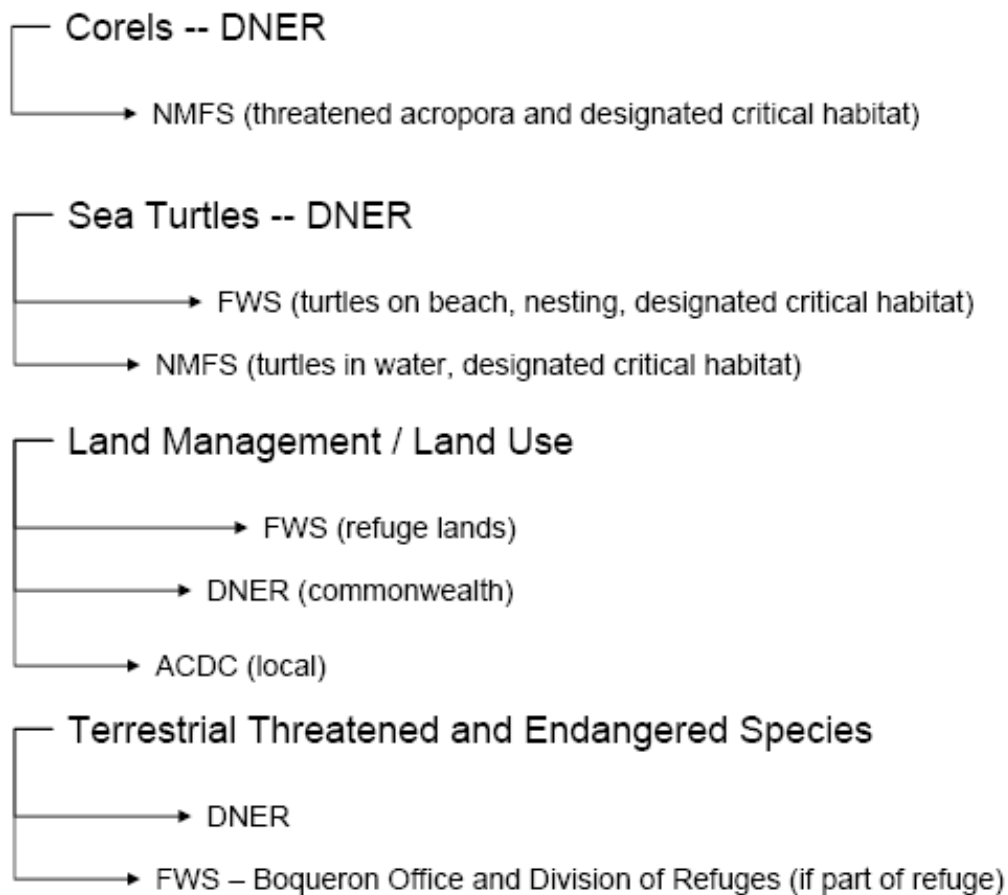 Corels -- DNER
NMFS (threatened acropora and designated critical habitat)
Sea Turtles -- DNER
FWS (turtles on beach, nesting, designated critical habitat)
NMFS (turtles in water, designated critical habitat)
Land Management / Land Use
FWS (refuge lands)
DNER (commonwealth)
ACDC (local)
Terrestrial Threatened and Endangered Species
DNER
FWS – Boqueron Office and Division of Refuges (if part of refuge)